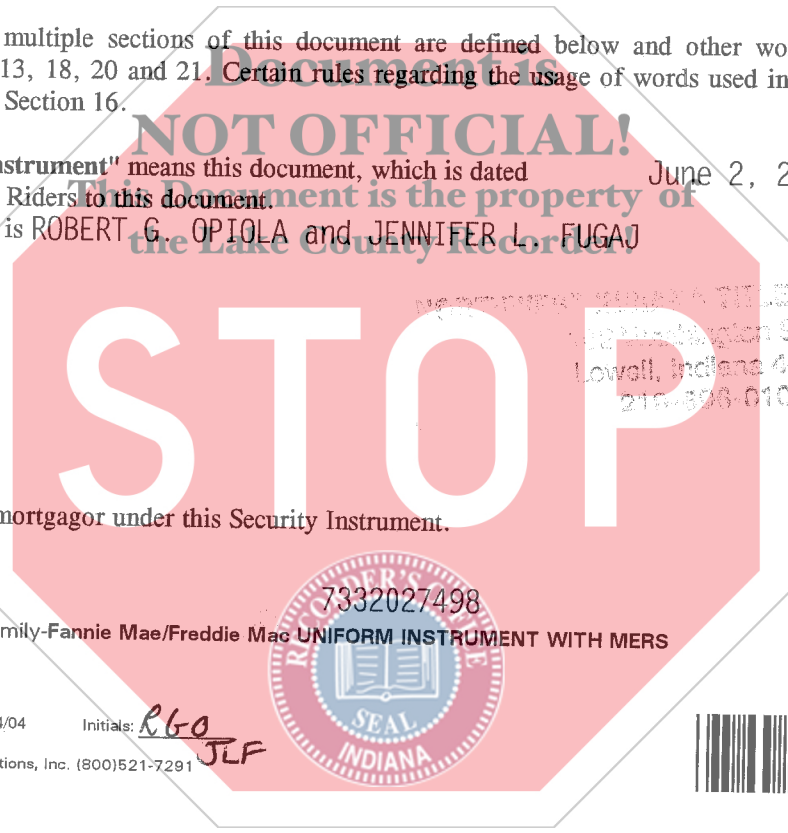 multiple sections of this document are defined below and other wo
13, 18, 20 and 21. Certain rules regarding the usage of words used in
Section 16.
Document is
NOT OFFICIAL!
This Document is the property of
the Lake County Recorder!
strument" means this document, which is dated June 2, 2
Riders to this document.
is ROBERT G. OPIOLA and JENNIFER L. FUGAJ
Lowell, Indiana 4
STOP
mortgagor under this Security Instrument.
7332027498
mily-Fannie Mae/Freddie Mac UNIFORM INSTRUMENT WITH MERS
RECORDER'S OFFICE
SEAL
INDIANA
4/04 Initials: RGO
JLF
tions, Inc. (800)521-7291